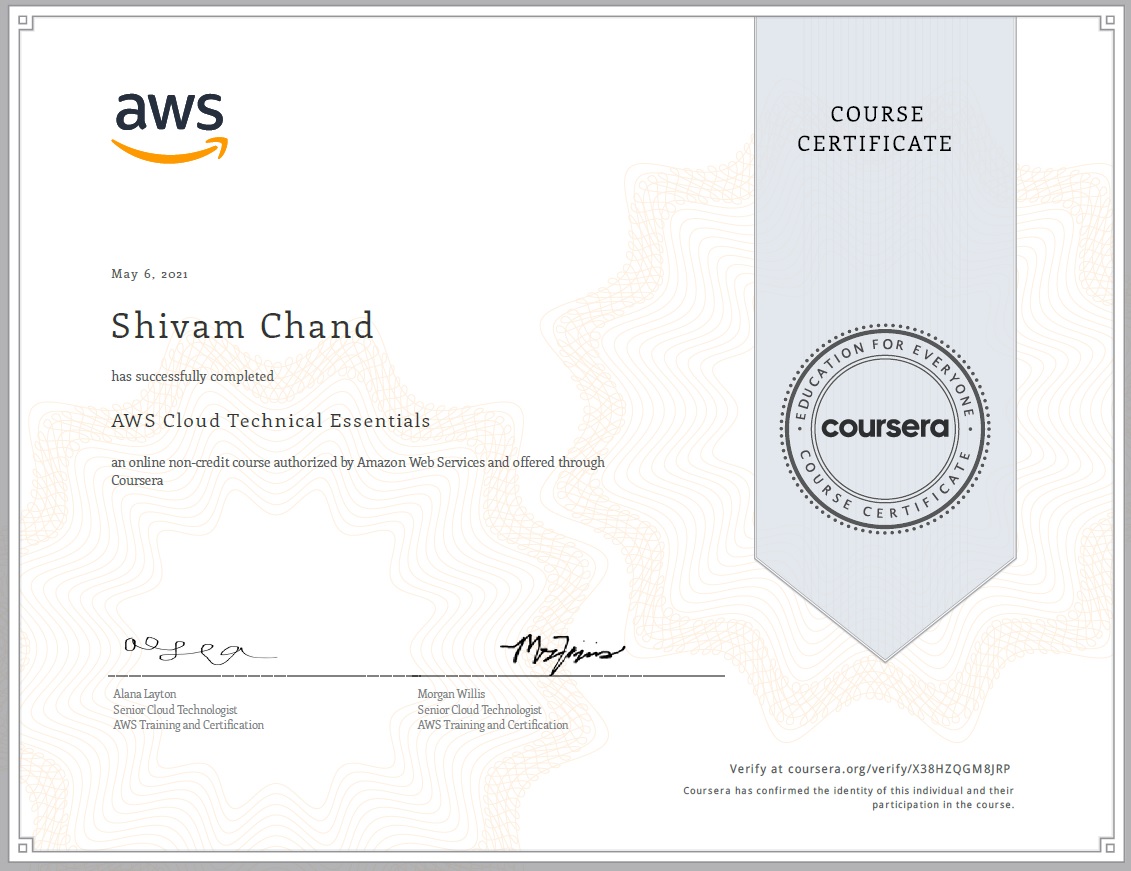 aws
COURSE
CERTIFICATE
May 6, 2021
Shivam Chand
has successfully completed
AWS Cloud Technical Essentials
an online non-credit course authorized by Amazon Web Services and offered through
Coursera
EDUCATION FOR EVERYONE
coursera
COURSE CERTIFICATE
Alana Layton
Senior Cloud Technologist
AWS Training and Certification
Morgan Willis
Senior Cloud Technologist
AWS Training and Certification
Verify at coursera.org/verify/X38HZQGM8JRP
Coursera has confirmed the identity of this individual and their
participation in the course.